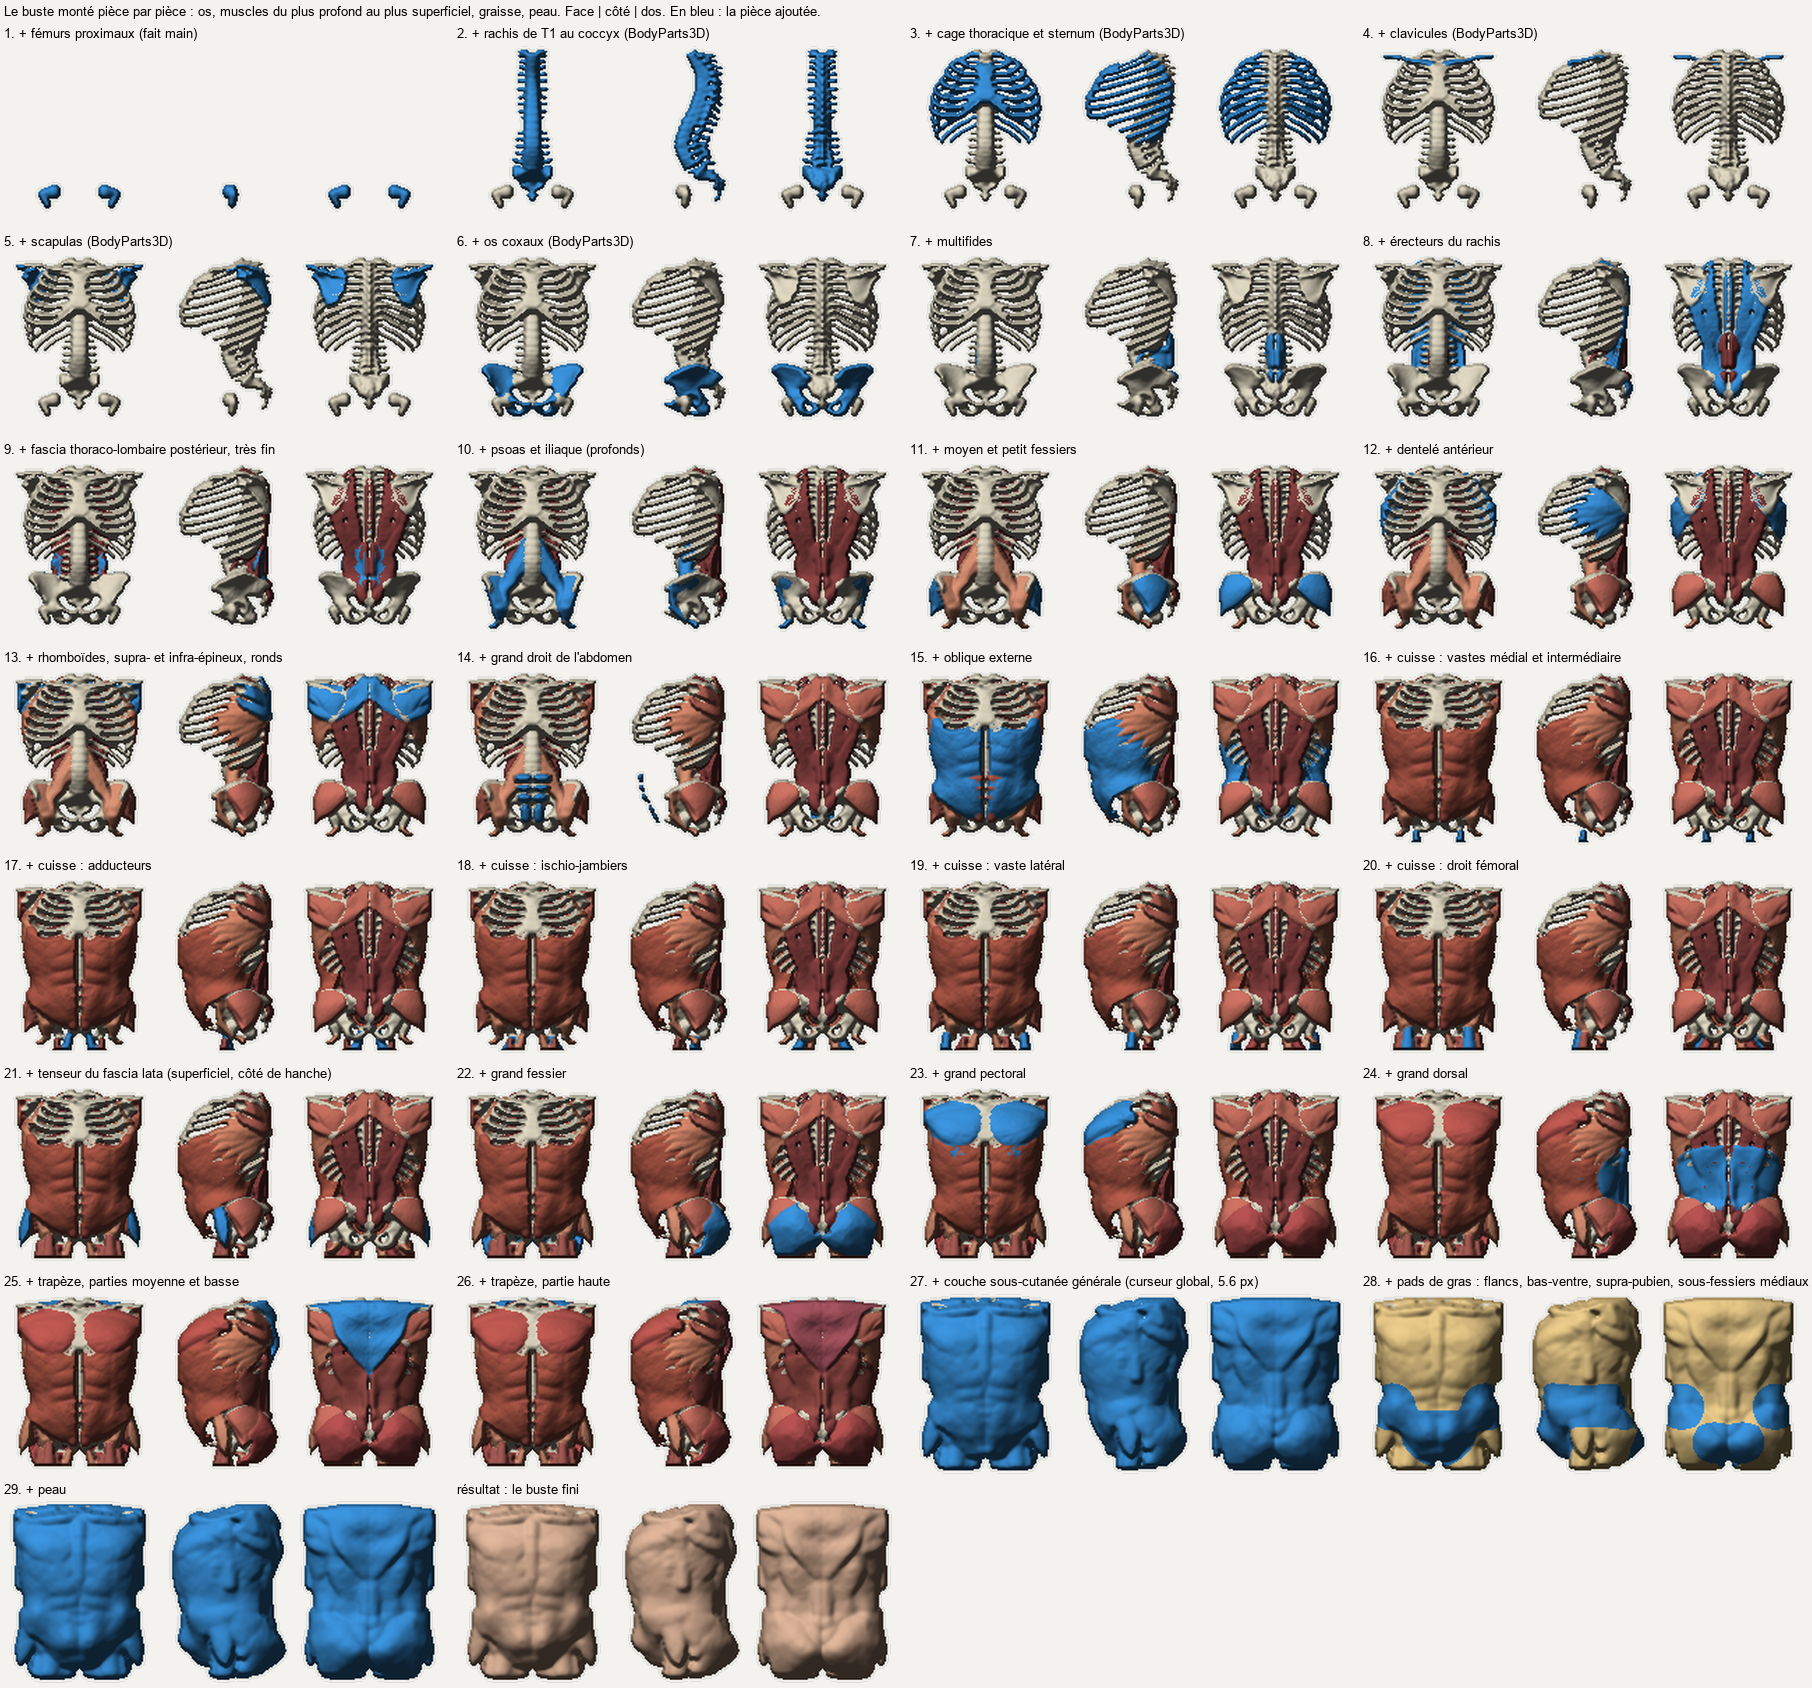 Le buste monté pièce par pièce : os, muscles du plus profond au plus superficiel, graisse, peau. Face | côté | dos. En bleu : la pièce ajoutée.
1. + fémurs proximaux (fait main)
2. + rachis de T1 au coccyx (BodyParts3D)
3. + cage thoracique et sternum (BodyParts3D)
4. + clavicules (BodyParts3D)
5. + scapulas (BodyParts3D)
6. + os coxaux (BodyParts3D)
7. + multifides
8. + érecteurs du rachis
9. + fascia thoraco-lombaire postérieur, très fin
10. + psoas et iliaque (profonds)
11. + moyen et petit fessiers
12. + dentelé antérieur
13. + rhomboïdes, supra- et infra-épineux, ronds
14. + grand droit de l'abdomen
15. + oblique externe
16. + cuisse : vastes médial et intermédiaire
17. + cuisse : adducteurs
18. + cuisse : ischio-jambiers
19. + cuisse : vaste latéral
20. + cuisse : droit fémoral
21. + tenseur du fascia lata (superficiel, côté de hanche)
22. + grand fessier
23. + grand pectoral
24. + grand dorsal
25. + trapèze, parties moyenne et basse
26. + trapèze, partie haute
27. + couche sous-cutanée générale (curseur global, 5.6 px)
28. + pads de gras : flancs, bas-ventre, supra-pubien, sous-fessiers médiaux
29. + peau
résultat : le buste fini